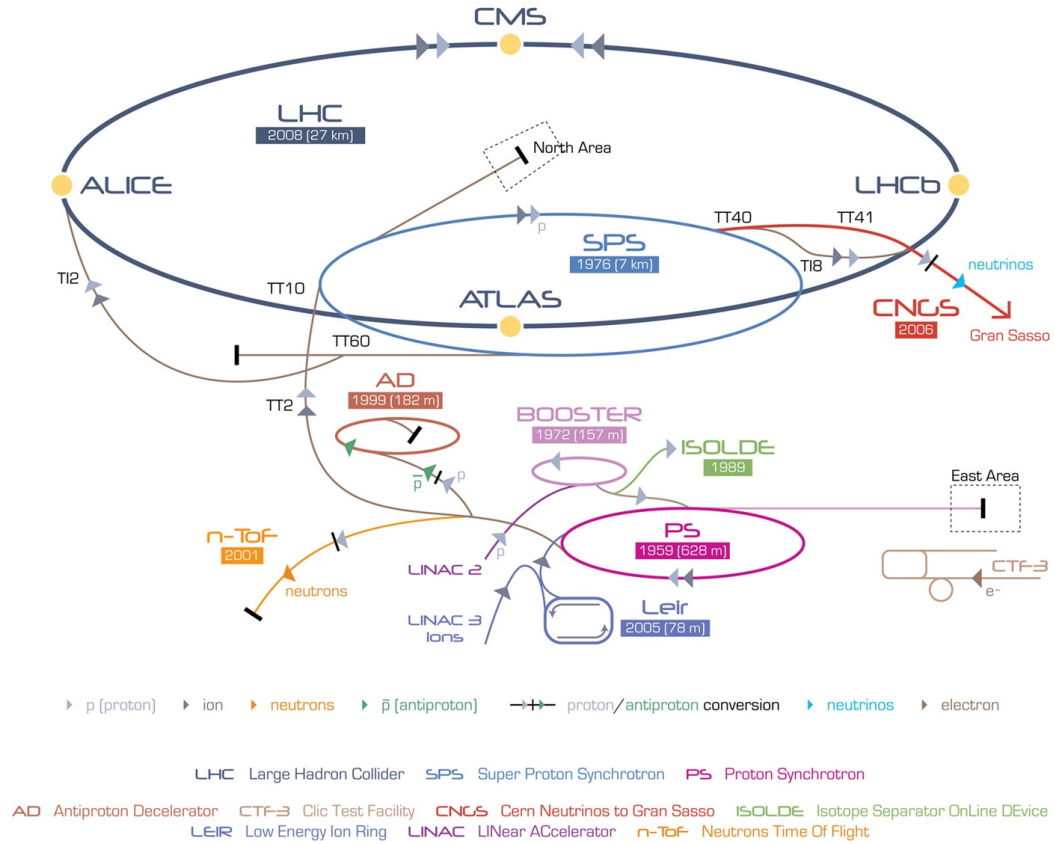 CMS
LHC
2008 (27 km)
North Area
ALICE
LHCb
TT40
TT41
p
SPS
1976 (7 km)
TI8
neutrinos
TI2
TT10
ATLAS
CNGS
2006
Gran Sasso
TT60
AD
1999 (182 m)
TT2
BOOSTER
1972 (157 m)
ISOLDE
1989
p̅
p
East Area
n-ToF
2001
PS
1959 (628 m)
p
LINAC 2
neutrons
CTF-3
e-
LINAC 3
Ions
Leir
2005 (78 m)
p (proton) ion neutrons p̅ (antiproton) proton/antiproton conversion neutrinos electron
LHC Large Hadron Collider SPS Super Proton Synchrotron PS Proton Synchrotron
AD Antiproton Decelerator CTF-3 Clic Test Facility CNGS Cern Neutrinos to Gran Sasso ISOLDE Isotope Separator OnLine DEvice
LEIR Low Energy Ion Ring LINAC LINear ACcelerator n-ToF Neutrons Time Of Flight